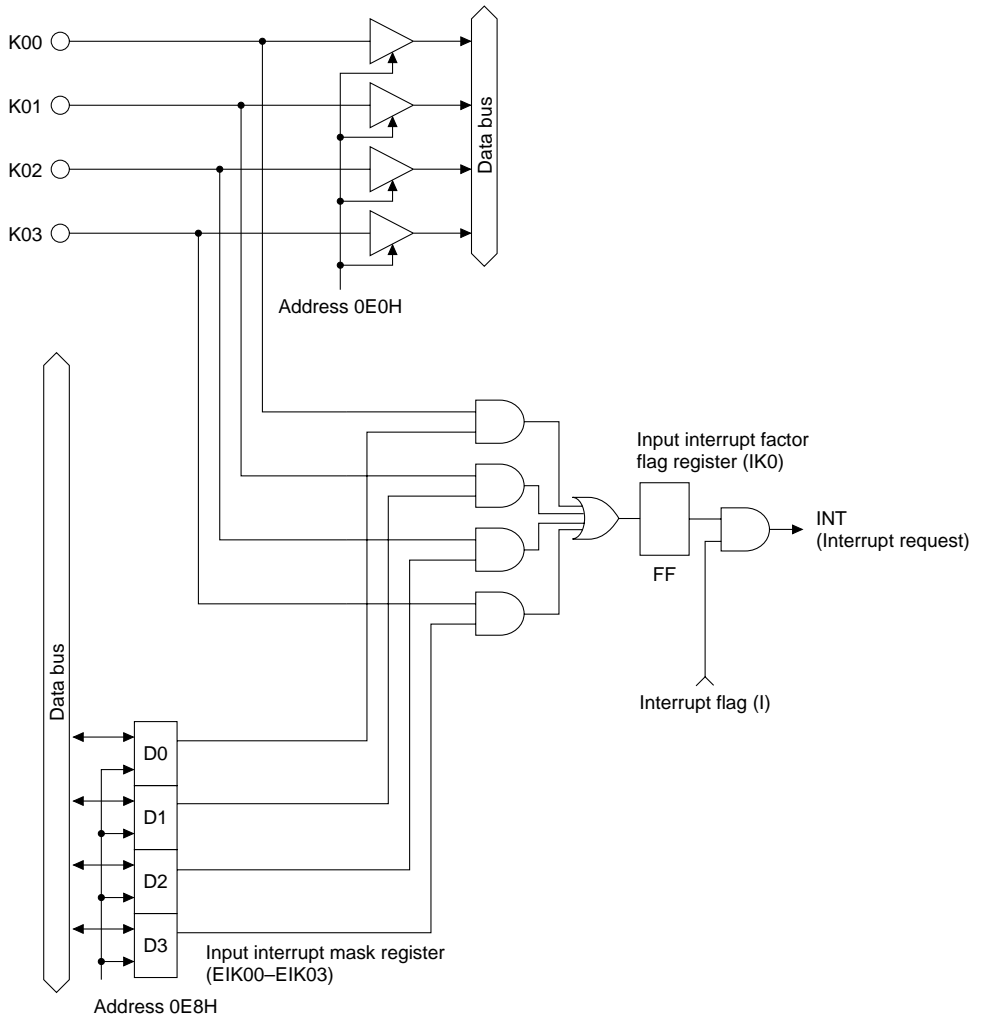 K00
K01
K02
K03
Data bus
Address 0E0H
Data bus
Input interrupt factor
flag register (IK0)
FF
INT
(Interrupt request)
Interrupt flag (I)
D0
D1
D2
D3
Input interrupt mask register
(EIK00–EIK03)
Address 0E8H